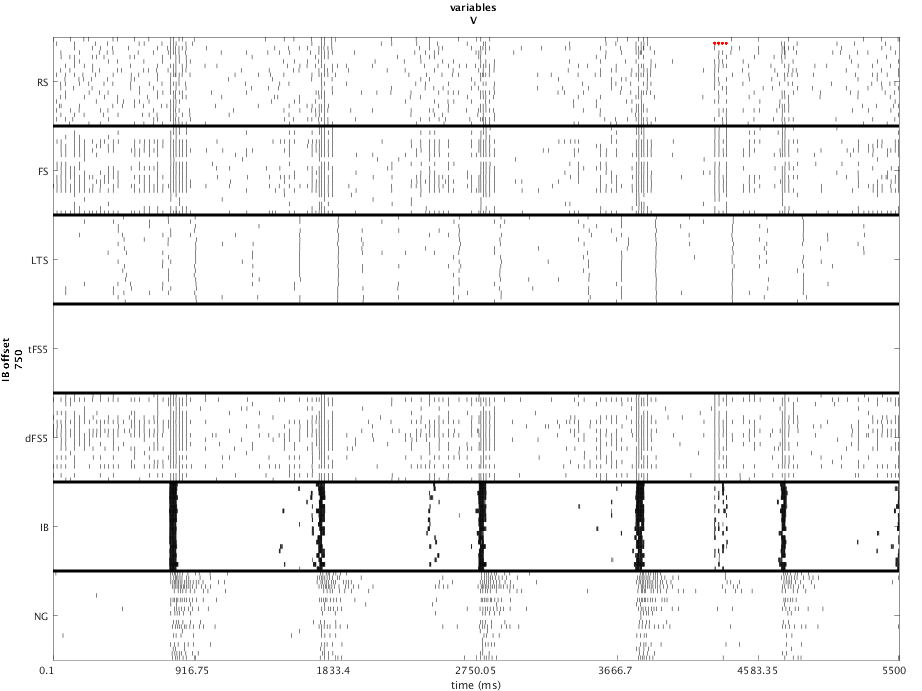 variables
V
RS
FS
LTS
tFS5
IB offset
750
dFS5
IB
NG
0.1
916.75
1833.4
2750.05
3666.7
4583.35
5500
time (ms)